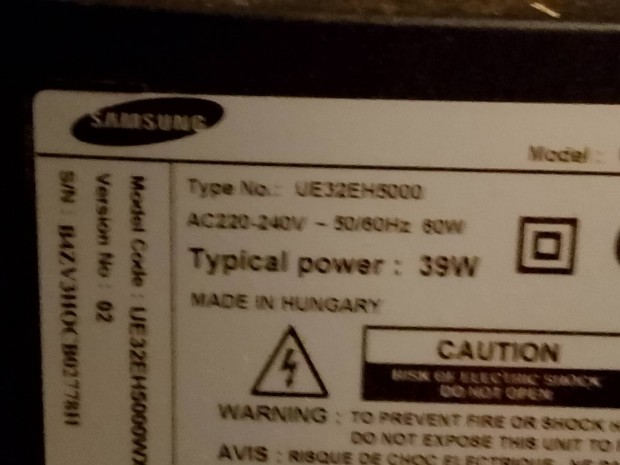 SAMSUNG
Model :
Type No.: UE32EH5000
AC220-240V ~ 50/60Hz 60W
Typical power : 39W
MADE IN HUNGARY
CAUTION
RISK OF ELECTRIC SHOCK
DO NOT OPEN
WARNING : TO PREVENT FIRE OR SHOCK
DO NOT EXPOSE THIS UNIT TO
AVIS : RISQUE DE CHOC ELECTRIQUE
Model Code : UE32EH5000W
Version No : 02
S/N :